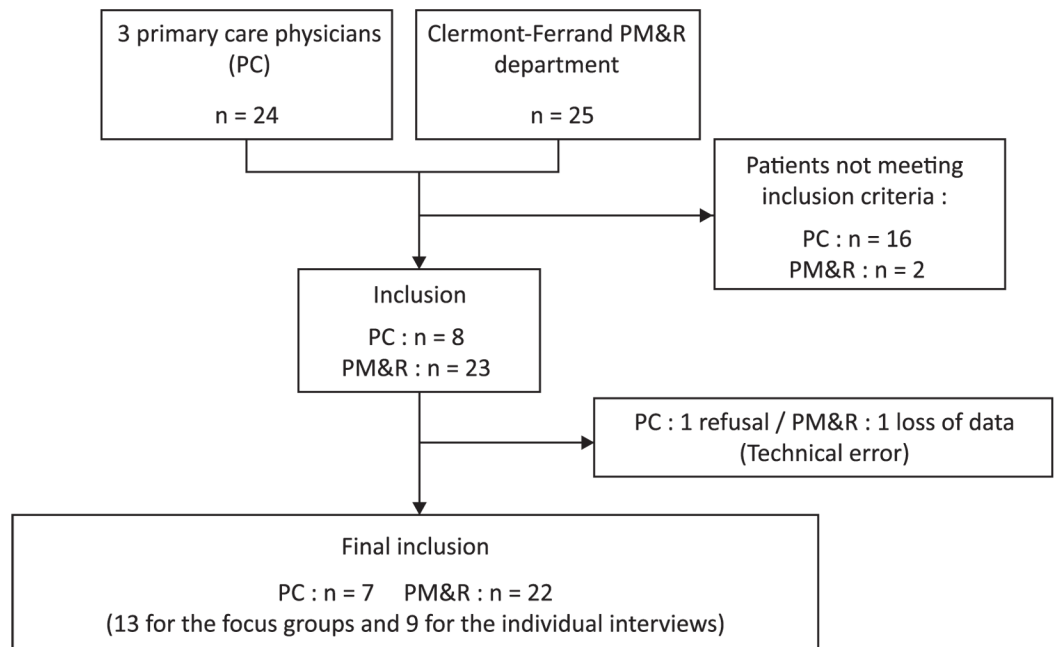 3 primary care physicians
(PC)
n = 24
Clermont-Ferrand PM&R
department
n = 25
Patients not meeting
inclusion criteria :
PC : n = 16
PM&R : n = 2
Inclusion
PC : n = 8
PM&R : n = 23
PC : 1 refusal / PM&R : 1 loss of data
(Technical error)
Final inclusion
PC : n = 7 PM&R : n = 22
(13 for the focus groups and 9 for the individual interviews)